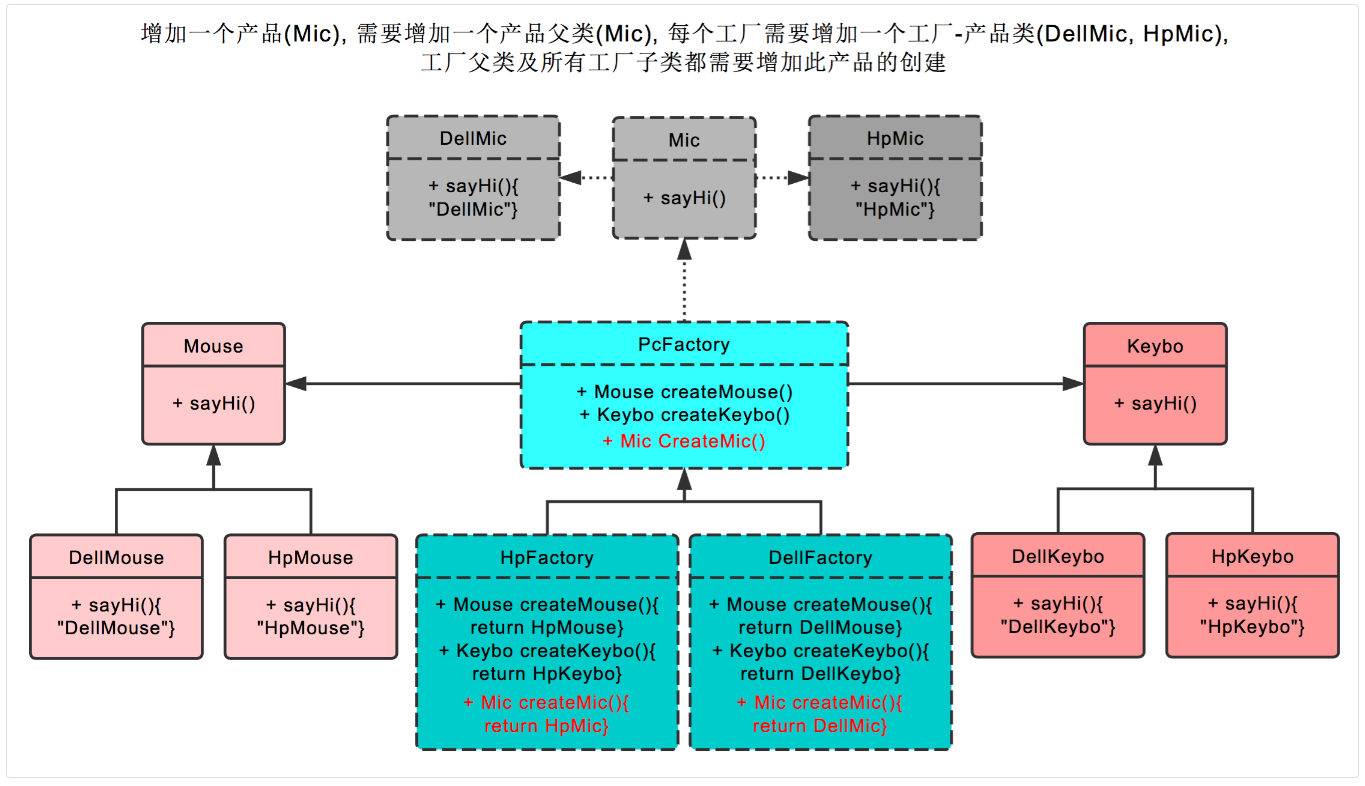 增加一个产品(Mic), 需要增加一个产品父类(Mic), 每个工厂需要增加一个工厂-产品类(DellMic, HpMic),
工厂父类及所有工厂子类都需要增加此产品的创建
DellMic
+ sayHi(){
"DellMic"}
Mic
+ sayHi()
HpMic
+ sayHi(){
"HpMic"}
Mouse
+ sayHi()
PcFactory
+ Mouse createMouse()
+ Keybo createKeybo()
+ Mic CreateMic()
Keybo
+ sayHi()
DellMouse
+ sayHi(){
"DellMouse"}
HpMouse
+ sayHi(){
"HpMouse"}
HpFactory
+ Mouse createMouse(){
return HpMouse}
+ Keybo createKeybo(){
return HpKeybo}
+ Mic createMic(){
return HpMic}
DellFactory
+ Mouse createMouse(){
return DellMouse}
+ Keybo createKeybo(){
return DellKeybo}
+ Mic createMic(){
return DellMic}
DellKeybo
+ sayHi(){
"DellKeybo"}
HpKeybo
+ sayHi(){
"HpKeybo"}